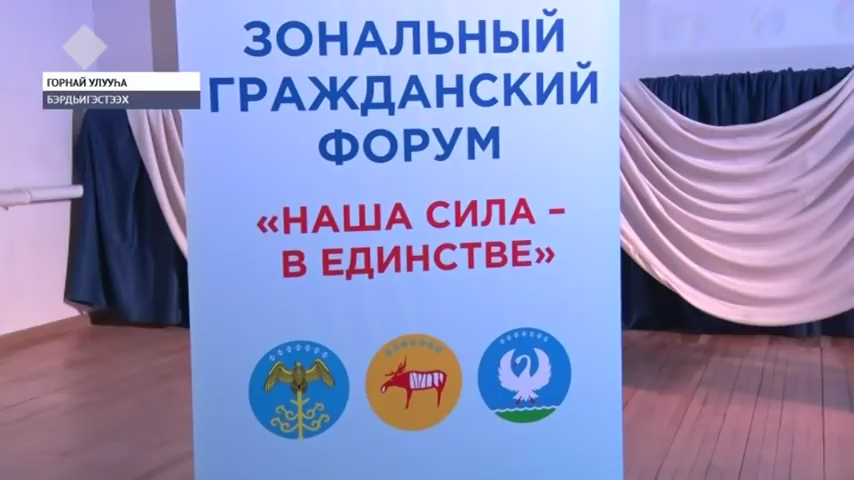 ГОРНАЙ УЛУУҺА
БЭРДЬИГЭСТЭЭХ
ЗОНАЛЬНЫЙ
ГРАЖДАНСКИЙ
ФОРУМ
«НАША СИЛА –
В ЕДИНСТВЕ»